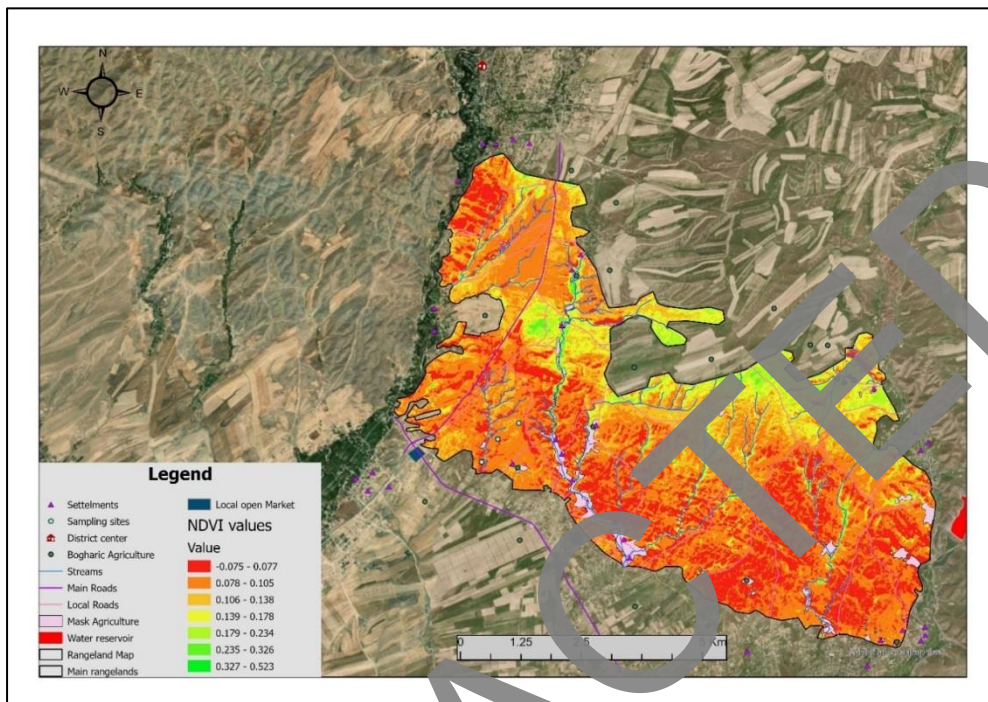 N
W E
S
Legend
Settelments
Sampling sites
District center
Bogharic Agriculture
Streams
Main Roads
Local Roads
Mask Agriculture
Water reservoir
Rangeland Map
Main rangelands
Local open Market
NDVI values
Value
-0.075 - 0.077
0.078 - 0.105
0.106 - 0.138
0.139 - 0.178
0.179 - 0.234
0.235 - 0.326
0.327 - 0.523
0 1.25 2.5 5 Km